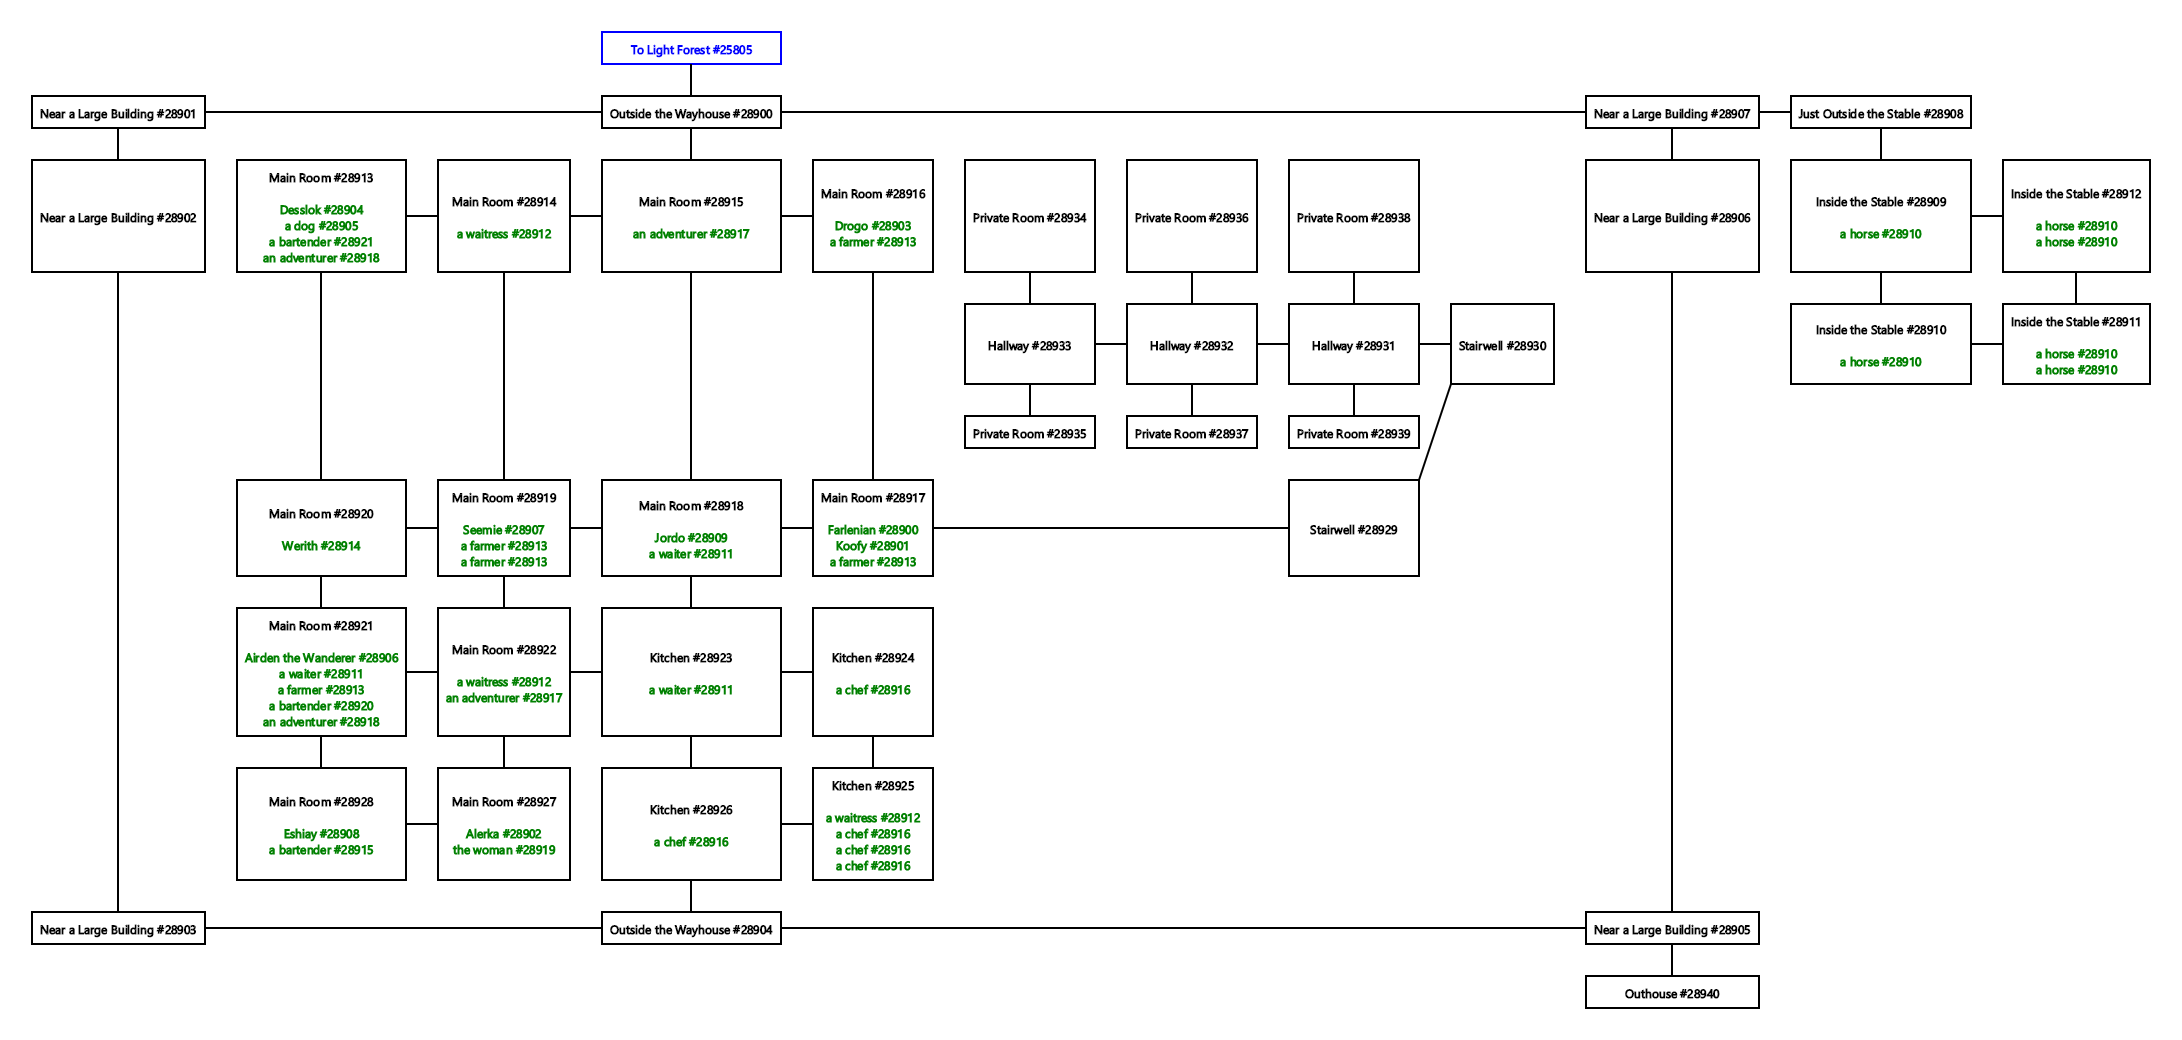 To Light Forest #25805
Near a Large Building #28901
Outside the Wayhouse #28900
Near a Large Building #28907
Just Outside the Stable #28908
Near a Large Building #28902
Main Room #28913
Desslok #28904
a dog #28905
a bartender #28921
an adventurer #28918
Main Room #28914
a waitress #28912
Main Room #28915
an adventurer #28917
Main Room #28916
Drogo #28903
a farmer #28913
Private Room #28934
Private Room #28936
Private Room #28938
Near a Large Building #28906
Inside the Stable #28909
a horse #28910
Inside the Stable #28912
a horse #28910
a horse #28910
Hallway #28933
Hallway #28932
Hallway #28931
Stairwell #28930
Inside the Stable #28910
a horse #28910
Inside the Stable #28911
a horse #28910
a horse #28910
Private Room #28935
Private Room #28937
Private Room #28939
Main Room #28920
Werith #28914
Main Room #28919
Seemie #28907
a farmer #28913
a farmer #28913
Main Room #28918
Jordo #28909
a waiter #28911
Main Room #28917
Farlenian #28900
Koofy #28901
a farmer #28913
Stairwell #28929
Main Room #28921
Airden the Wanderer #28906
a waiter #28911
a farmer #28913
a bartender #28920
an adventurer #28918
Main Room #28922
a waitress #28912
an adventurer #28917
Kitchen #28923
a waiter #28911
Kitchen #28924
a chef #28916
Main Room #28928
Eshiay #28908
a bartender #28915
Main Room #28927
Alerka #28902
the woman #28919
Kitchen #28926
a chef #28916
Kitchen #28925
a waitress #28912
a chef #28916
a chef #28916
a chef #28916
Near a Large Building #28903
Outside the Wayhouse #28904
Near a Large Building #28905
Outhouse #28940